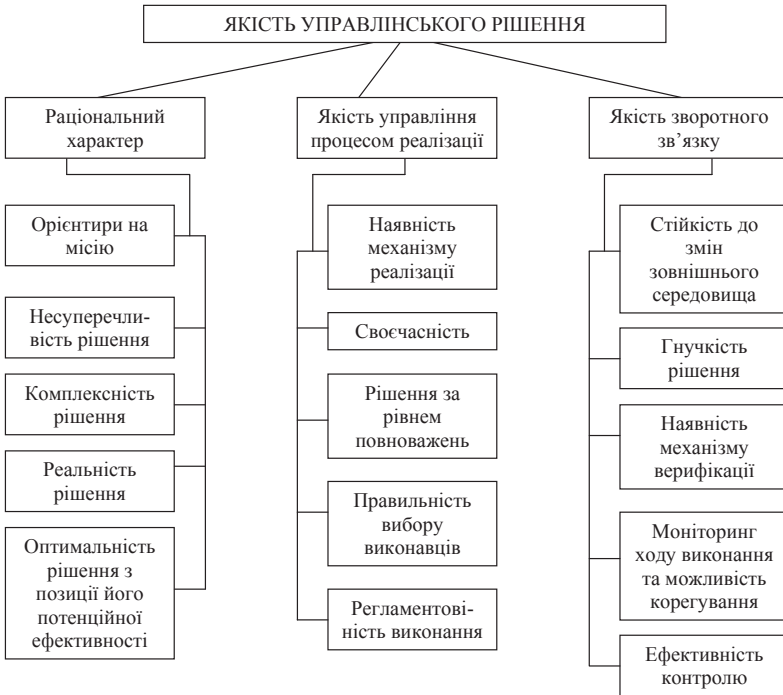 ЯКІСТЬ УПРАВЛІНСЬКОГО РІШЕННЯ
Раціональний
характер
Орієнтири на
місію
Несуперечли-
вість рішення
Комплексність
рішення
Реальність
рішення
Оптимальність
рішення з
позиції його
потенційної
ефективності
Якість управління
процесом реалізації
Наявність
механізму
реалізації
Своєчасність
Рішення за
рівнем
повноважень
Правильність
вибору
виконавців
Регламентові-
ність виконання
Якість зворотного
зв’язку
Стійкість до
змін
зовнішнього
середовища
Гнучкість
рішення
Наявність
механізму
верифікації
Моніторинг
ходу виконання
та можливість
корегування
Ефективність
контролю